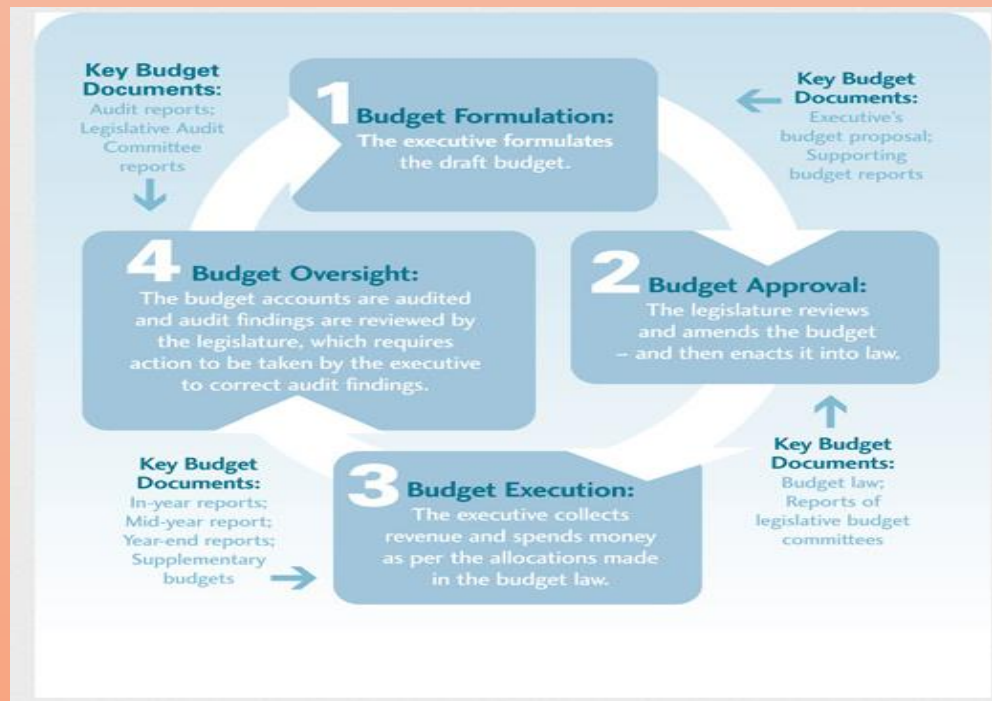 Key Budget
Documents:
Audit reports;
Legislative Audit
Committee
reports
1
Budget Formulation:
The executive formulates
the draft budget.
Key Budget
Documents:
Executive's
budget proposal;
Supporting
budget reports
2
Budget Approval:
The legislature reviews
and amends the budget
– and then enacts it into law.
Key Budget
Documents:
Budget law;
Reports of
legislative budget
committees
3
Budget Execution:
The executive collects
revenue and spends money
as per the allocations made
in the budget law.
Key Budget
Documents:
In-year reports;
Mid-year report;
Year-end reports;
Supplementary
budgets
4
Budget Oversight:
The budget accounts are audited
and audit findings are reviewed by
the legislature, which requires
action to be taken by the executive
to correct audit findings.